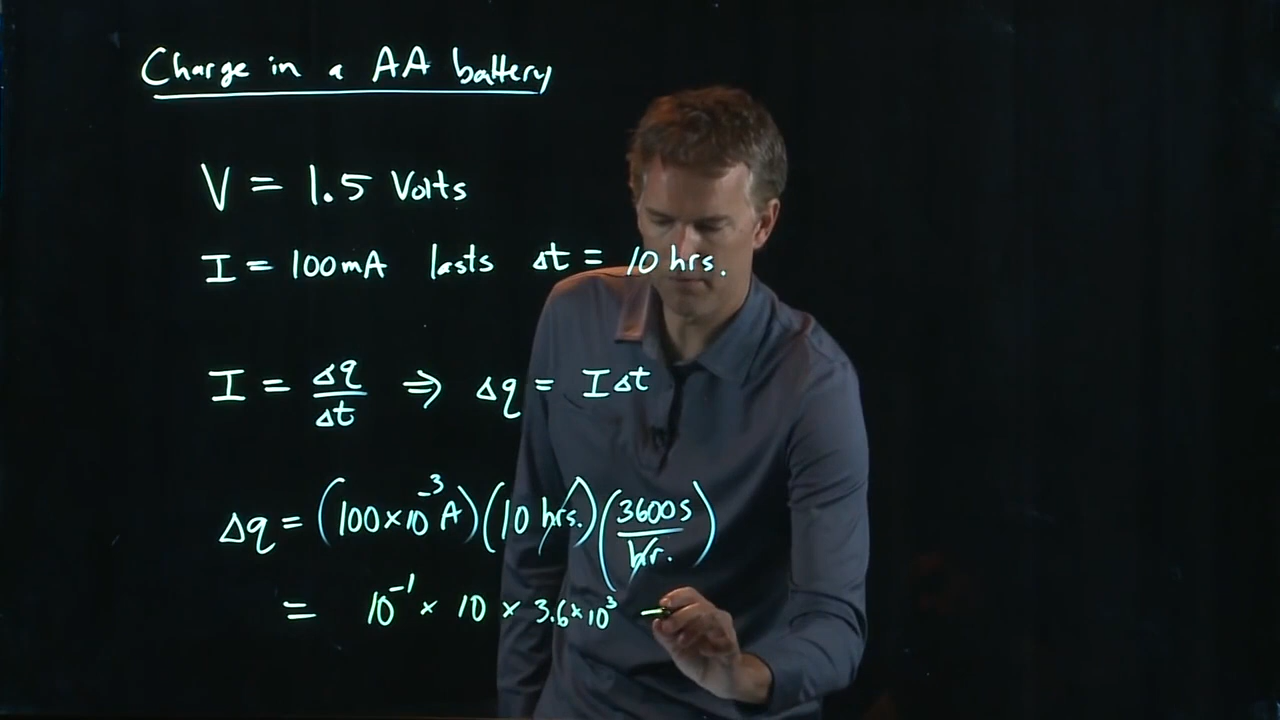 Charge in a AA battery
V = 1.5 Volts
I = 100mA lasts Δt = 10 hrs.
I = Δq/Δt ⇒ Δq = IΔt
Δq = (100×10⁻³A)(10 hrs.)(3600s/hr.)
= 10⁻¹ × 10 × 3.6×10³ –